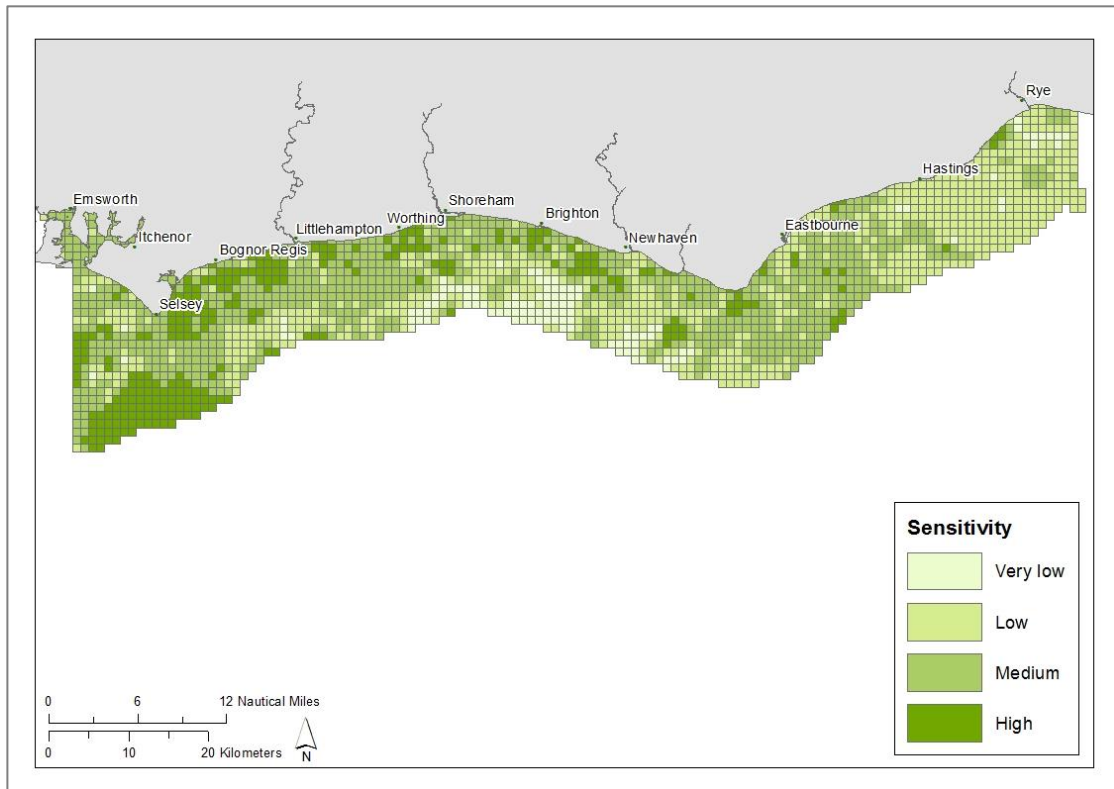 Rye
Hastings
Emsworth
Shoreham
Itchenor
Worthing
Brighton
Littlehampton
Eastbourne
Newhaven
Bognor Regis
Selsey
Sensitivity
Very low
Low
Medium
High
0 6 12 Nautical Miles
0 10 20 Kilometers
N